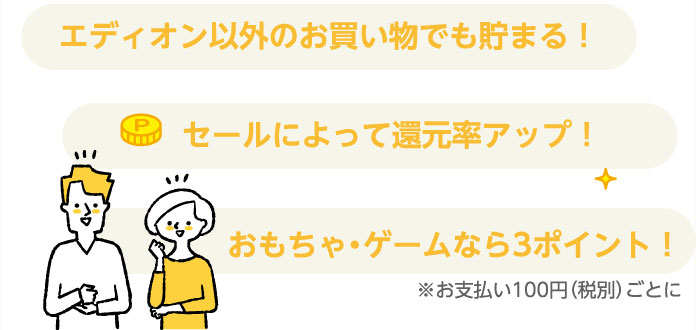 エディオン以外のお買い物でも貯まる！
P
セールによって還元率アップ！
おもちゃ・ゲームなら3ポイント！
※お支払い100円（税別）ごとに